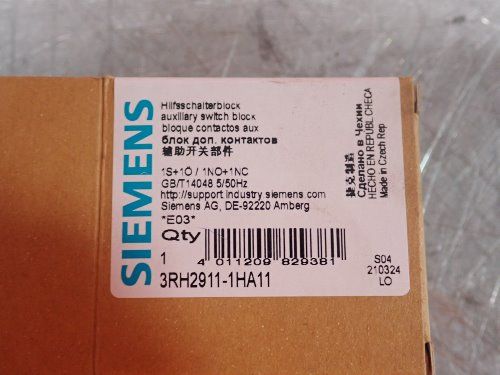 SIEMENS
Hilfsschalterblock
auxiliary switch block
bloque contactos aux
блок доп. контактов
辅助开关部件
1S+1Ö / 1NO+1NC
GB/T14048 5/50Hz
http://support industry siemens com
Siemens AG, DE-92220 Amberg
*E03*
Qty
1
4 011209 829381
3RH2911-1HA11
捷克制造
Сделано в Чехии
HECHO EN REPUBL CHECA
Made in Czech Rep
S04
210324
LO